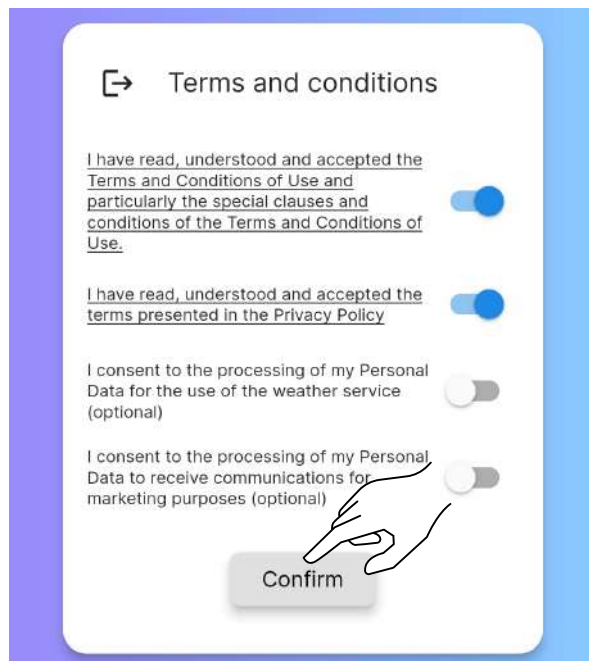 Terms and conditions
I have read, understood and accepted the
Terms and Conditions of Use and
particularly the special clauses and
conditions of the Terms and Conditions of
Use.
I have read, understood and accepted the
terms presented in the Privacy Policy
I consent to the processing of my Personal
Data for the use of the weather service
(optional)
I consent to the processing of my Personal
Data to receive communications for
marketing purposes (optional)
Confirm